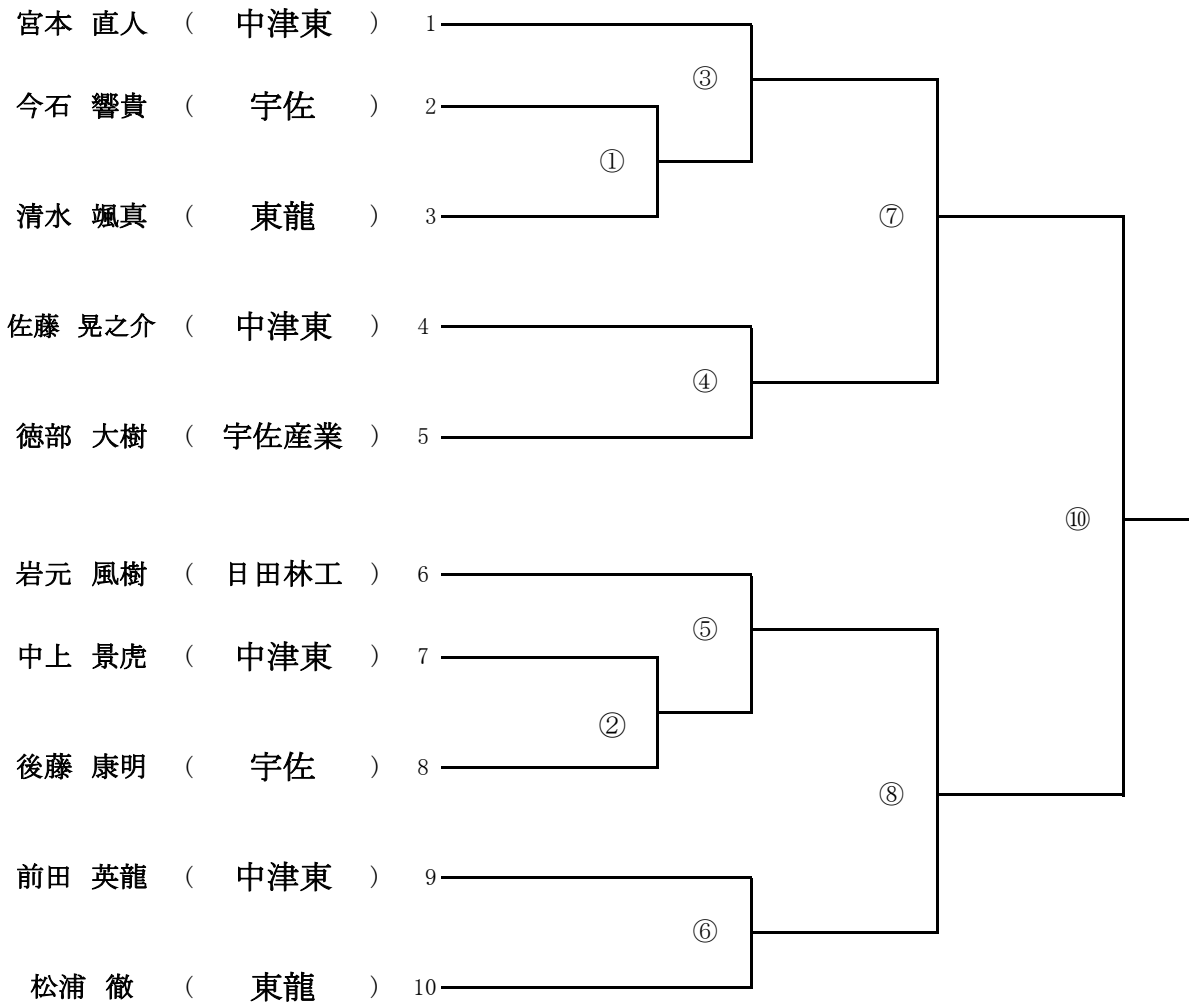 宮本 直人 ( 中津東 ) 1
③
今石 響貴 ( 宇佐 ) 2
①
清水 颯真 ( 東龍 ) 3
⑦
佐藤 晃之介 ( 中津東 ) 4
④
徳部 大樹 ( 宇佐産業 ) 5
⑩
岩元 風樹 ( 日田林工 ) 6
⑤
中上 景虎 ( 中津東 ) 7
②
後藤 康明 ( 宇佐 ) 8
⑧
前田 英龍 ( 中津東 ) 9
⑥
松浦 徹 ( 東龍 ) 10